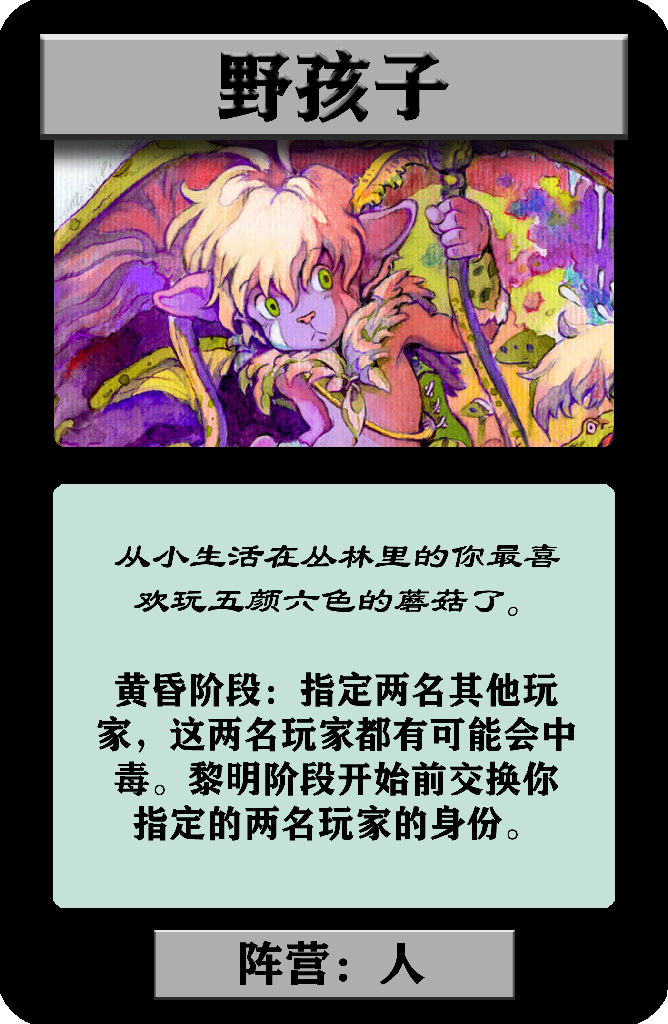 野孩子
从小生活在丛林里的你最喜
欢玩五颜六色的蘑菇了。
黄昏阶段：指定两名其他玩
家，这两名玩家都有可能会中
毒。黎明阶段开始前交换你
指定的两名玩家的身份。
阵营：人